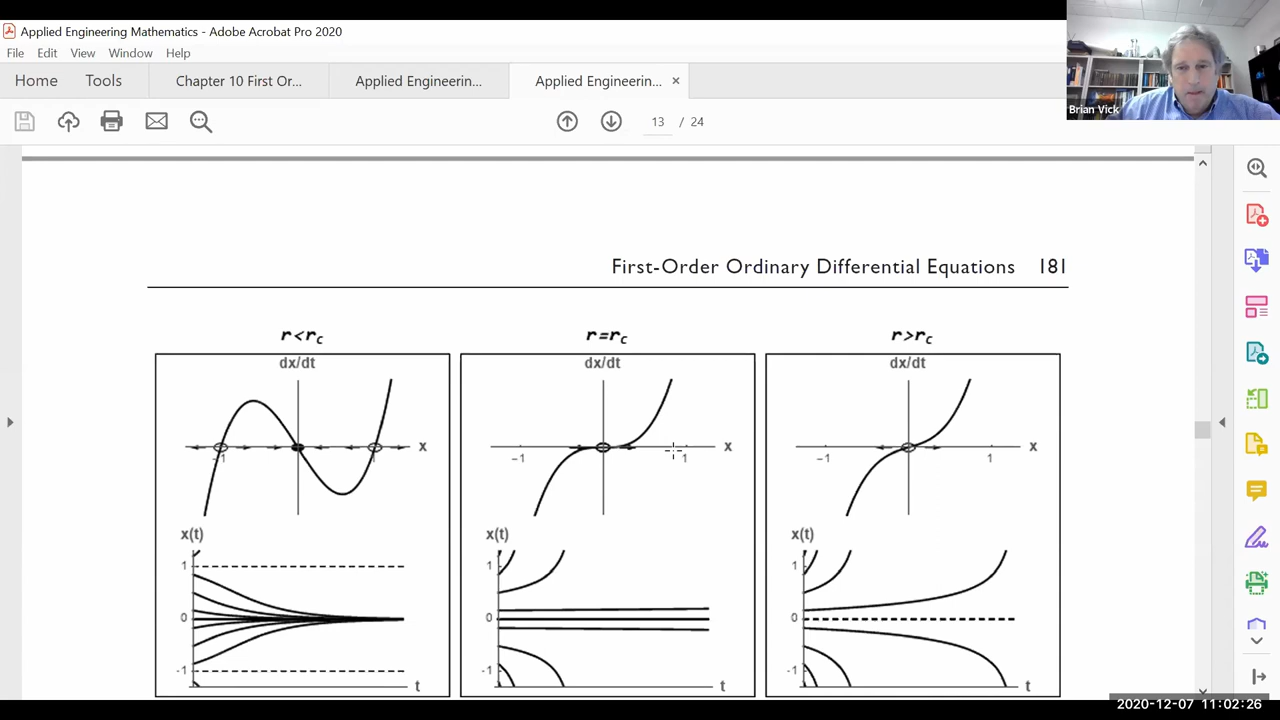 Applied Engineering Mathematics - Adobe Acrobat Pro 2020
File Edit View Window Help
Home Tools Chapter 10 First Or... Applied Engineerin... Applied Engineerin... ×
13 / 24
Brian Vick
First-Order Ordinary Differential Equations 181
r<rc r=rc r>rc
dx/dt dx/dt dx/dt
x x x
-1 1 -1 1 -1 1
x(t) x(t) x(t)
1 1 1
0 0 0
-1 -1 -1
t t t
2020-12-07 11:02:26